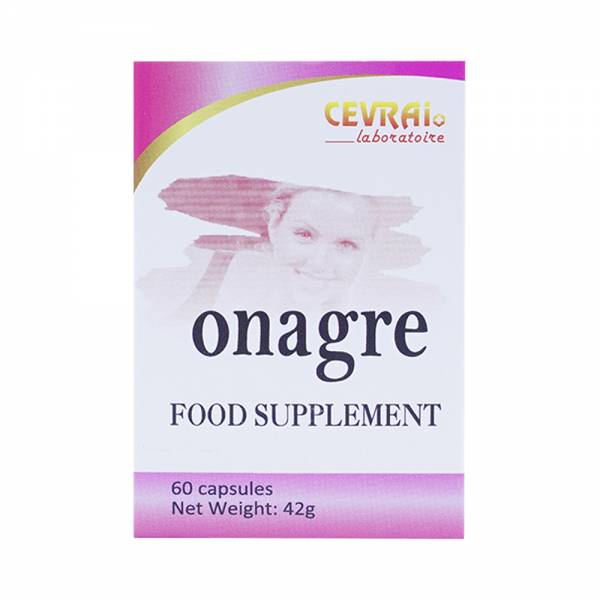 CEVRAi
laboratoire
onagre
FOOD SUPPLEMENT
60 capsules
Net Weight: 42g